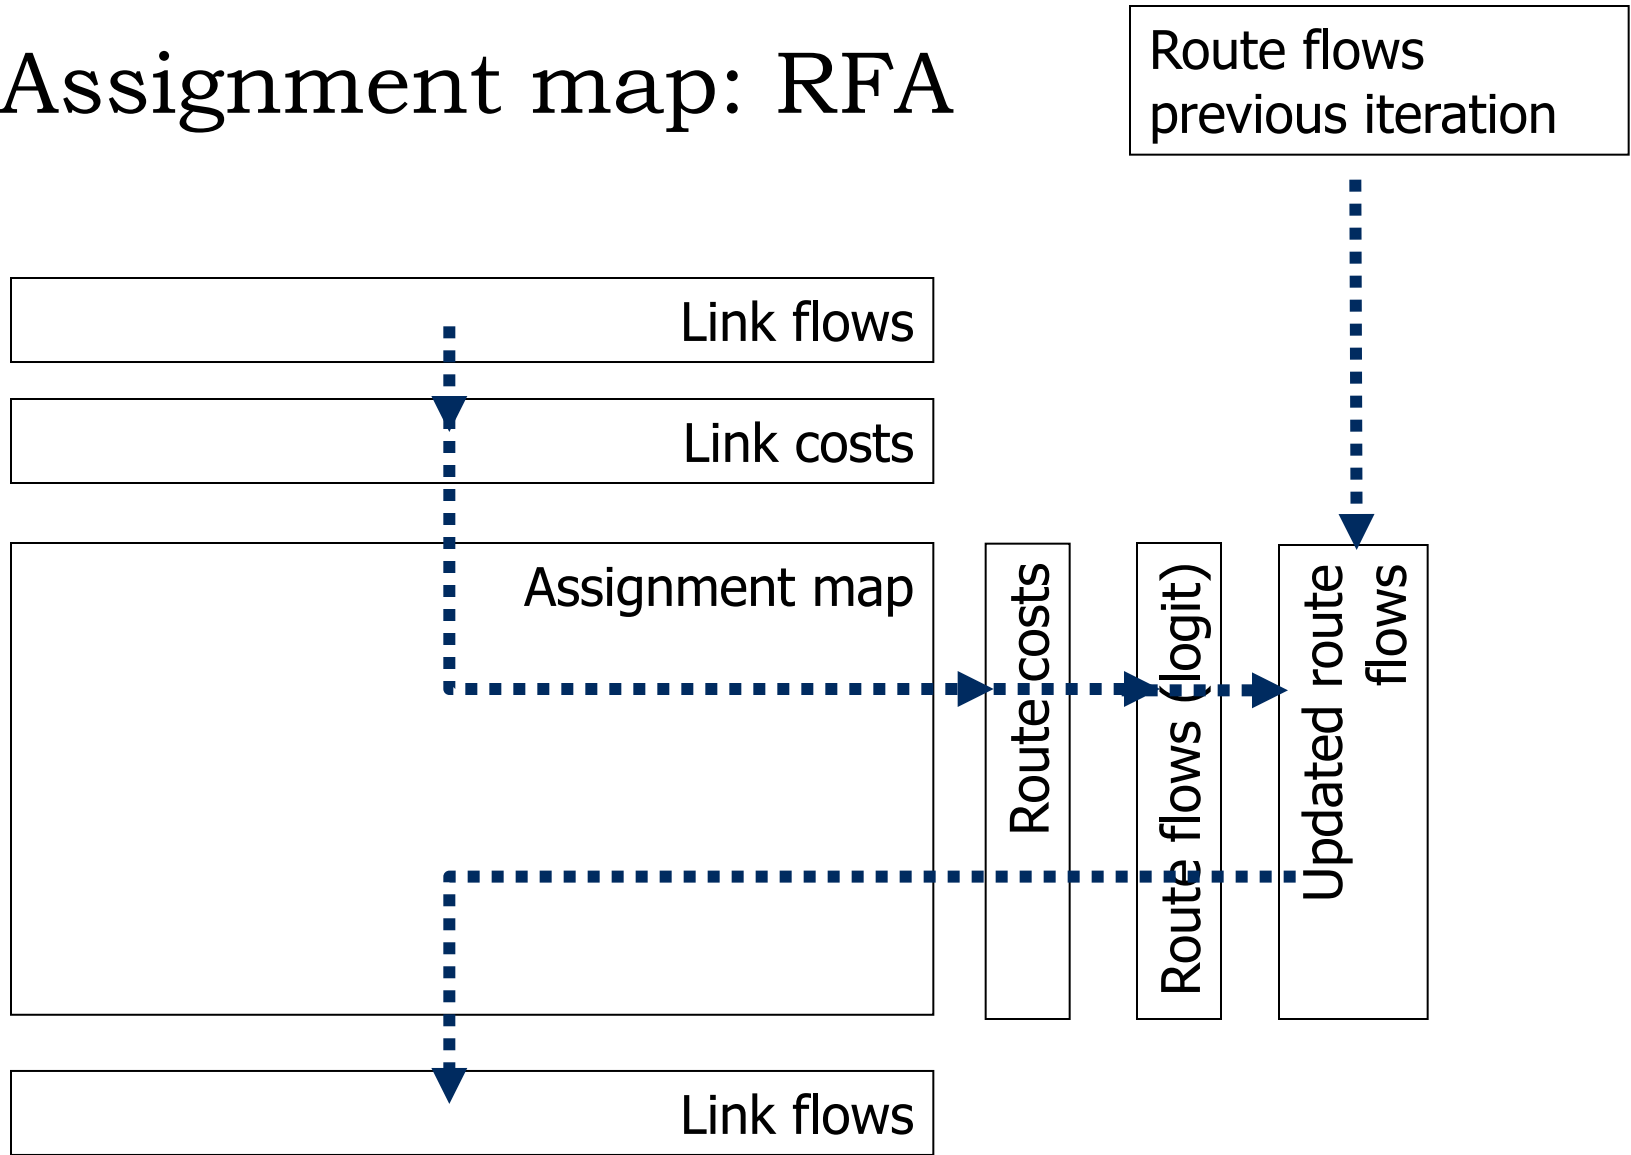 Assignment map: RFA
Route flows
previous iteration
Link flows
Link costs
Assignment map
Route costs
Route flows (logit)
Updated route
flows
Link flows